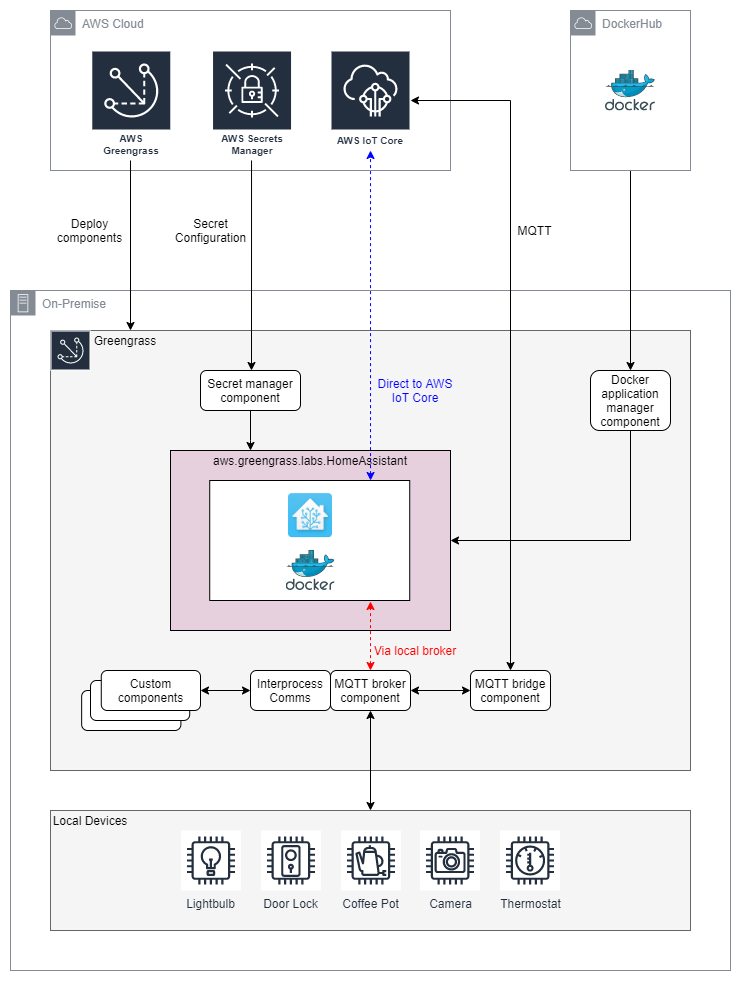 AWS Cloud
DockerHub
docker
AWS
Greengrass
AWS Secrets
Manager
AWS IoT Core
Deploy
components
Secret
Configuration
MQTT
On-Premise
Greengrass
Secret manager
component
Direct to AWS
IoT Core
Docker
application
manager
component
aws.greengrass.labs.HomeAssistant
docker
Via local broker
Custom
components
Interprocess
Comms
MQTT broker
component
MQTT bridge
component
Local Devices
Lightbulb
Door Lock
Coffee Pot
Camera
Thermostat